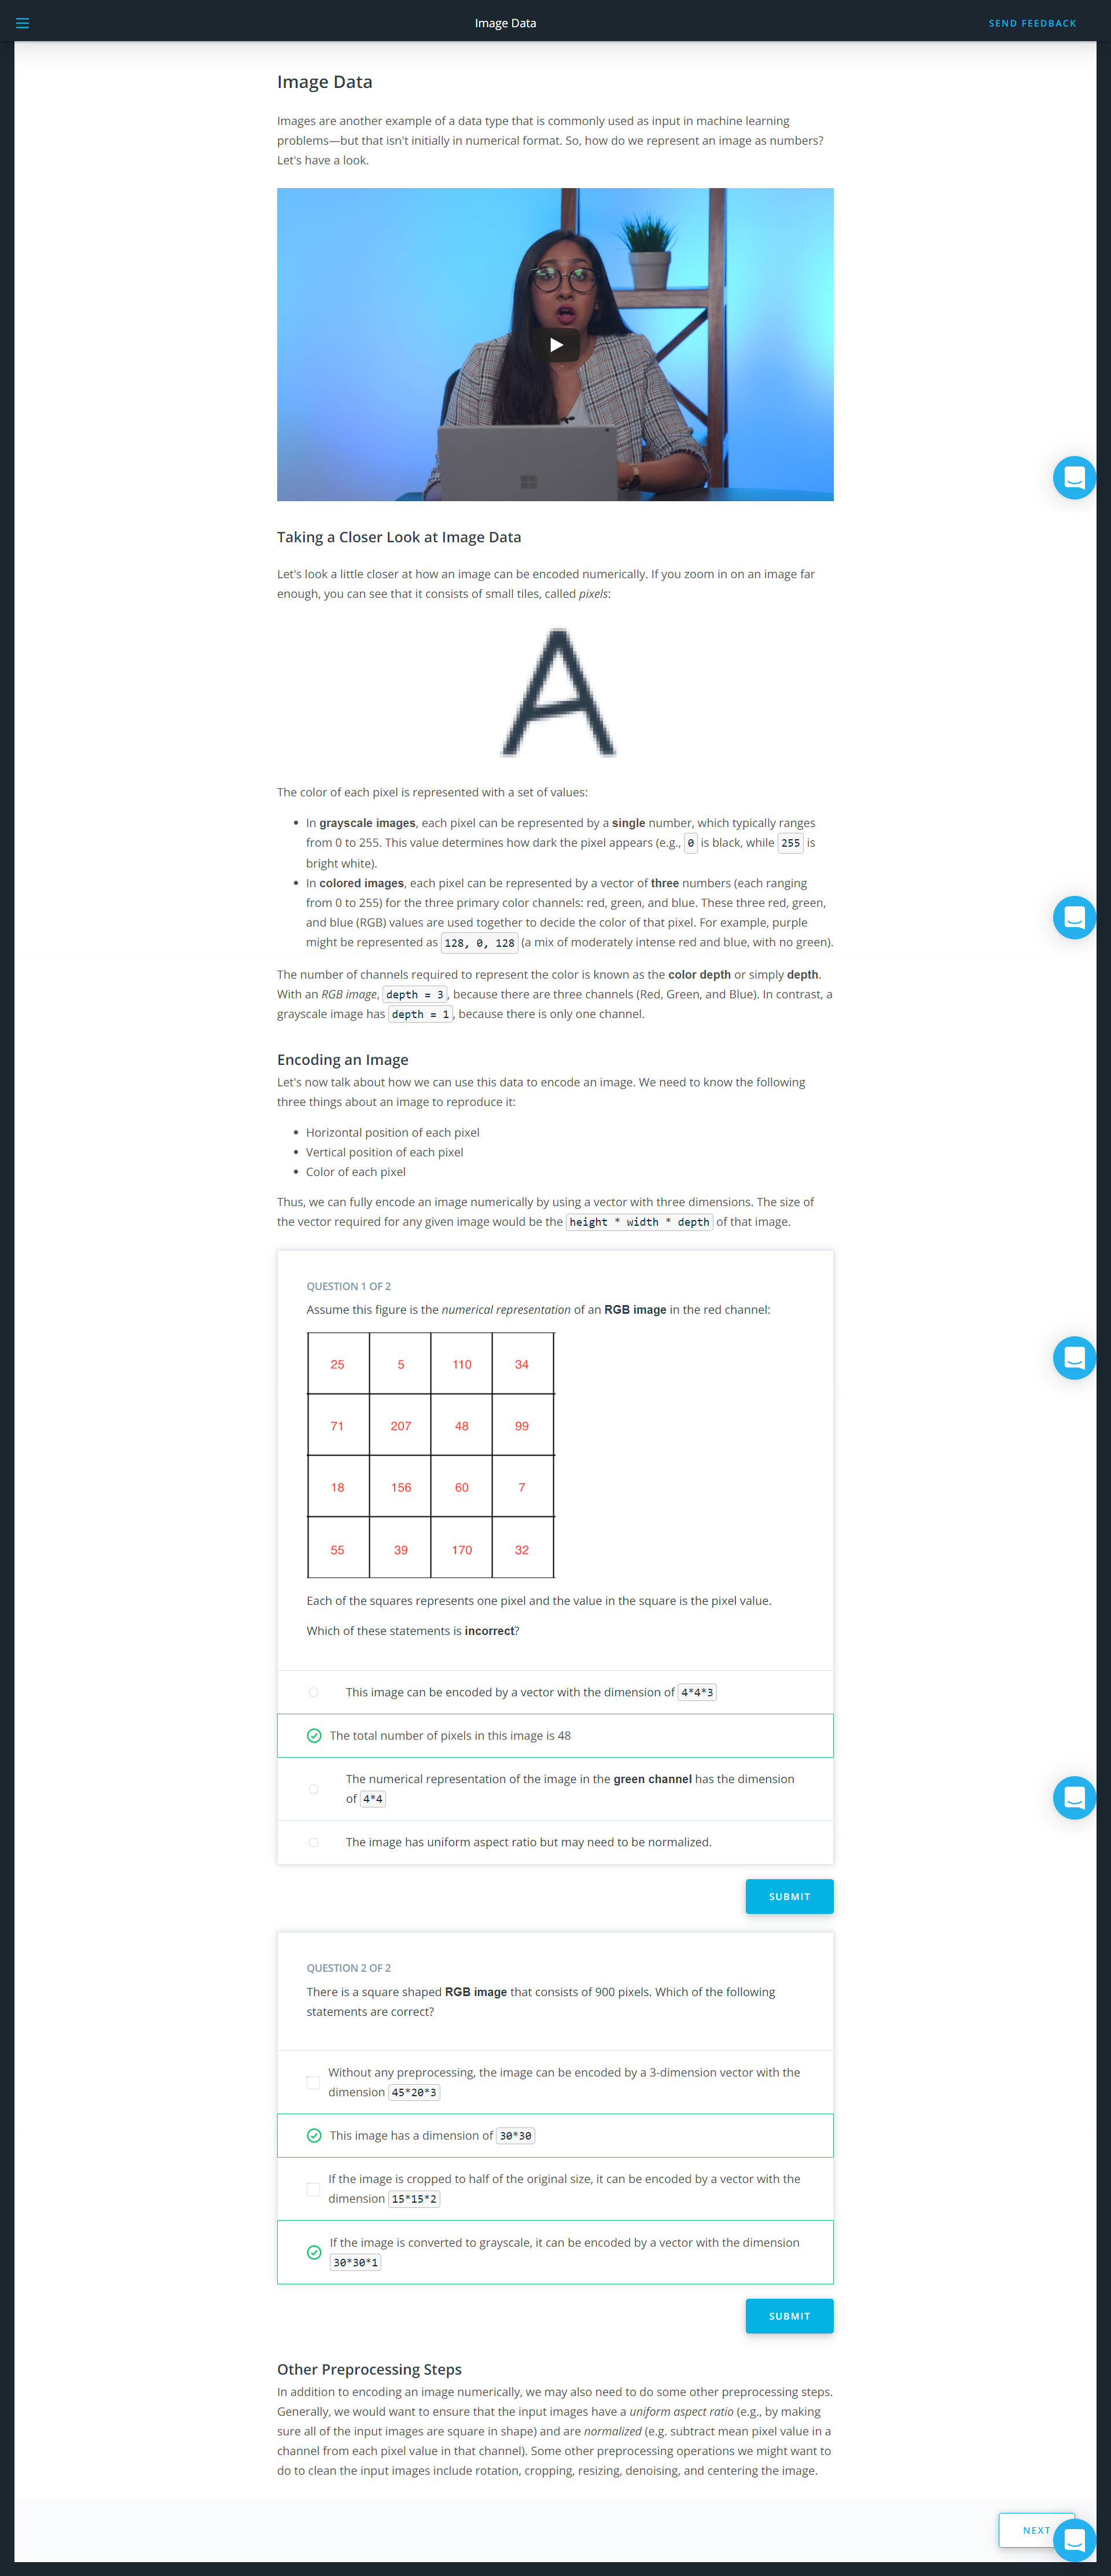 Image Data
SEND FEEDBACK
Image Data
Images are another example of a data type that is commonly used as input in machine learning
problems—but that isn't initially in numerical format. So, how do we represent an image as numbers?
Let's have a look.
Taking a Closer Look at Image Data
Let's look a little closer at how an image can be encoded numerically. If you zoom in on an image far
enough, you can see that it consists of small tiles, called pixels:
A
The color of each pixel is represented with a set of values:
• In grayscale images, each pixel can be represented by a single number, which typically ranges
from 0 to 255. This value determines how dark the pixel appears (e.g., 0 is black, while 255 is
bright white).
• In colored images, each pixel can be represented by a vector of three numbers (each ranging
from 0 to 255) for the three primary color channels: red, green, and blue. These three red, green,
and blue (RGB) values are used together to decide the color of that pixel. For example, purple
might be represented as 128, 0, 128 (a mix of moderately intense red and blue, with no green).
The number of channels required to represent the color is known as the color depth or simply depth.
With an RGB image, depth = 3, because there are three channels (Red, Green, and Blue). In contrast, a
grayscale image has depth = 1, because there is only one channel.
Encoding an Image
Let's now talk about how we can use this data to encode an image. We need to know the following
three things about an image to reproduce it:
• Horizontal position of each pixel
• Vertical position of each pixel
• Color of each pixel
Thus, we can fully encode an image numerically by using a vector with three dimensions. The size of
the vector required for any given image would be the height * width * depth of that image.
QUESTION 1 OF 2
Assume this figure is the numerical representation of an RGB image in the red channel:
25 5 110 34
71 207 48 99
18 156 60 7
55 39 170 32
Each of the squares represents one pixel and the value in the square is the pixel value.
Which of these statements is incorrect?
This image can be encoded by a vector with the dimension of 4*4*3
The total number of pixels in this image is 48
The numerical representation of the image in the green channel has the dimension
of 4*4
The image has uniform aspect ratio but may need to be normalized.
SUBMIT
QUESTION 2 OF 2
There is a square shaped RGB image that consists of 900 pixels. Which of the following
statements are correct?
Without any preprocessing, the image can be encoded by a 3-dimension vector with the
dimension 45*20*3
This image has a dimension of 30*30
If the image is cropped to half of the original size, it can be encoded by a vector with the
dimension 15*15*2
If the image is converted to grayscale, it can be encoded by a vector with the dimension
30*30*1
SUBMIT
Other Preprocessing Steps
In addition to encoding an image numerically, we may also need to do some other preprocessing steps.
Generally, we would want to ensure that the input images have a uniform aspect ratio (e.g., by making
sure all of the input images are square in shape) and are normalized (e.g. subtract mean pixel value in a
channel from each pixel value in that channel). Some other preprocessing operations we might want to
do to clean the input images include rotation, cropping, resizing, denoising, and centering the image.
NEXT